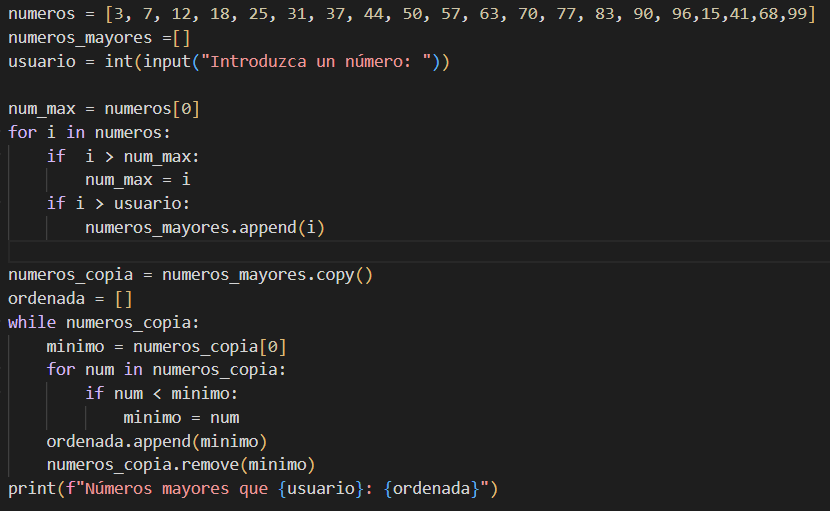 numeros = [3, 7, 12, 18, 25, 31, 37, 44, 50, 57, 63, 70, 77, 83, 90, 96,15,41,68,99]
numeros_mayores =[]
usuario = int(input("Introduzca un número: "))

num_max = numeros[0]
for i in numeros:
    if  i > num_max:
        num_max = i
    if i > usuario:
        numeros_mayores.append(i)

numeros_copia = numeros_mayores.copy()
ordenada = []
while numeros_copia:
    minimo = numeros_copia[0]
    for num in numeros_copia:
        if num < minimo:
            minimo = num
    ordenada.append(minimo)
    numeros_copia.remove(minimo)
print(f"Números mayores que {usuario}: {ordenada}")